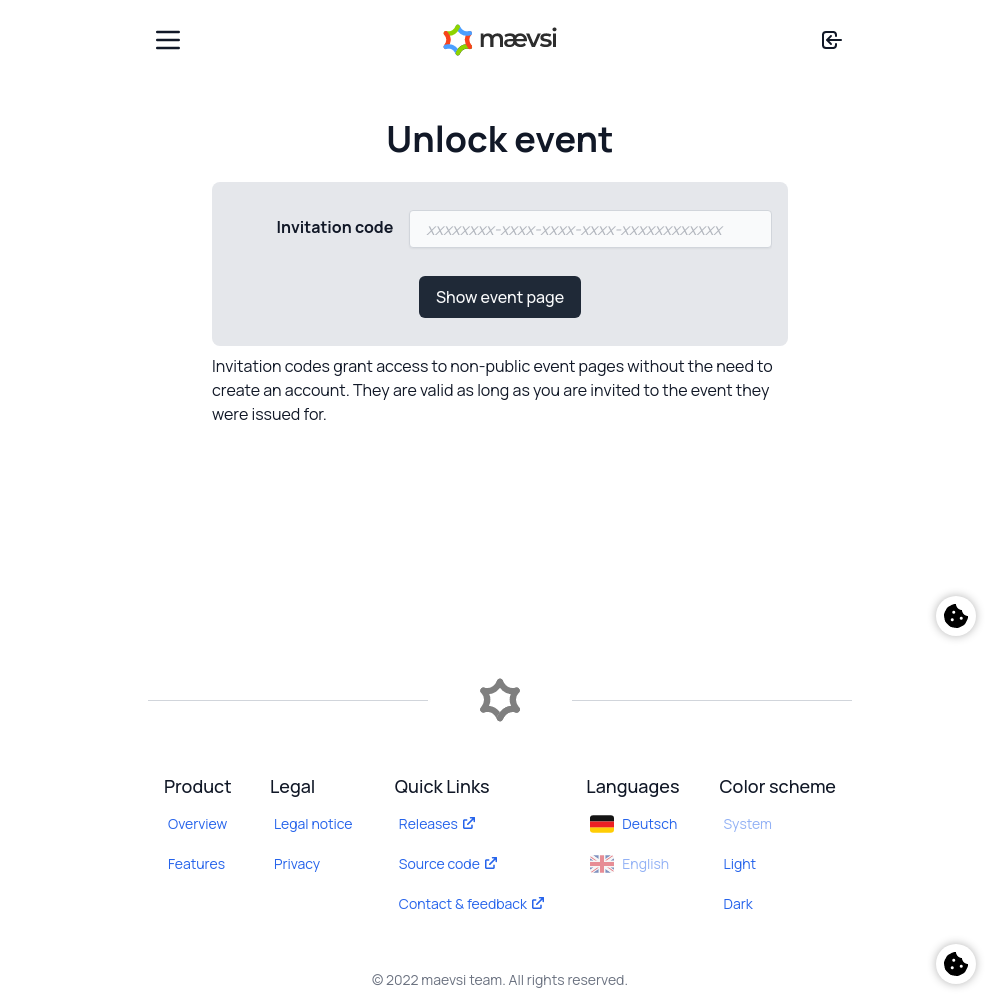 mævsi
Unlock event
Invitation code
xxxxxxxx-xxxx-xxxx-xxxx-xxxxxxxxxxxx
Show event page
Invitation codes grant access to non-public event pages without the need to
create an account. They are valid as long as you are invited to the event they
were issued for.
Product
Overview
Features
Legal
Legal notice
Privacy
Quick Links
Releases
Source code
Contact & feedback
Languages
Deutsch
English
Color scheme
System
Light
Dark
© 2022 maevsi team. All rights reserved.